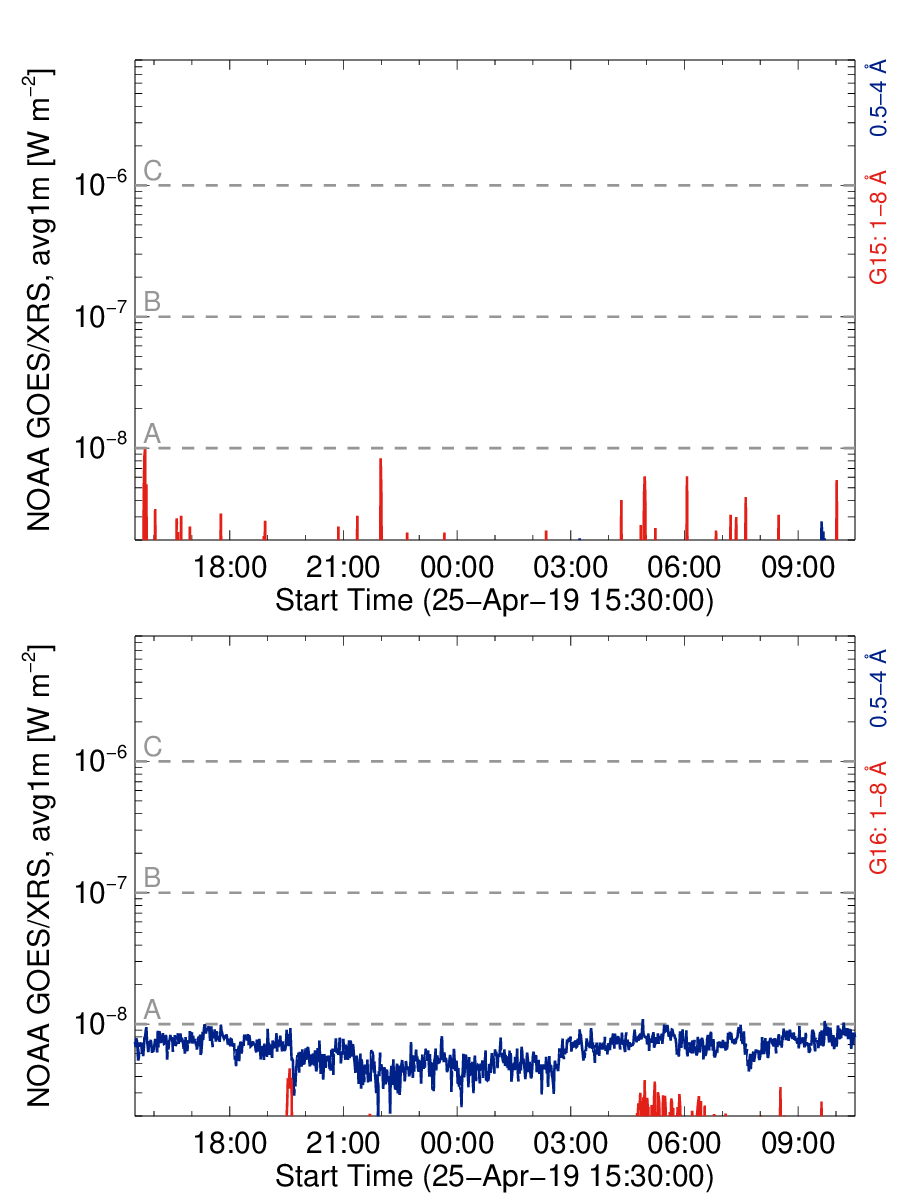 NOAA GOES/XRS, avg1m [W m⁻²]
10⁻⁶
10⁻⁷
10⁻⁸
C
B
A
18:00 21:00 00:00 03:00 06:00 09:00
Start Time (25−Apr−19 15:30:00)
G15: 1−8 Å 0.5−4 Å
NOAA GOES/XRS, avg1m [W m⁻²]
10⁻⁶
10⁻⁷
10⁻⁸
C
B
A
18:00 21:00 00:00 03:00 06:00 09:00
Start Time (25−Apr−19 15:30:00)
G16: 1−8 Å 0.5−4 Å